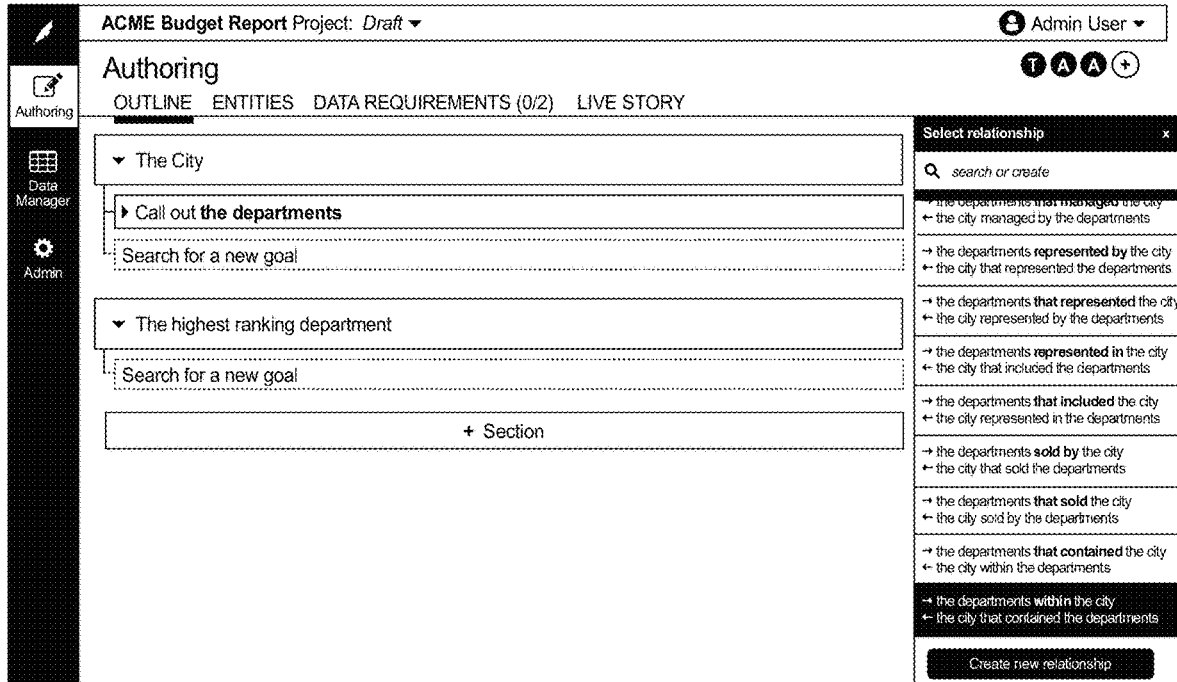 ACME Budget Report Project: Draft
Admin User
Authoring
T A A +
OUTLINE ENTITIES DATA REQUIREMENTS (0/2) LIVE STORY
Authoring
Data
Manager
Admin
The City
Call out the departments
Search for a new goal
The highest ranking department
Search for a new goal
+ Section
Select relationship x
search or create
→ the departments that managed the city
← the city managed by the departments
→ the departments represented by the city
← the city that represented the departments
→ the departments that represented the city
← the city represented by the departments
→ the departments represented in the city
← the city that included the departments
→ the departments that included the city
← the city represented in the departments
→ the departments sold by the city
← the city that sold the departments
→ the departments that sold the city
← the city sold by the departments
→ the departments that contained the city
← the city within the departments
→ the departments within the city
← the city that contained the departments
Create new relationship